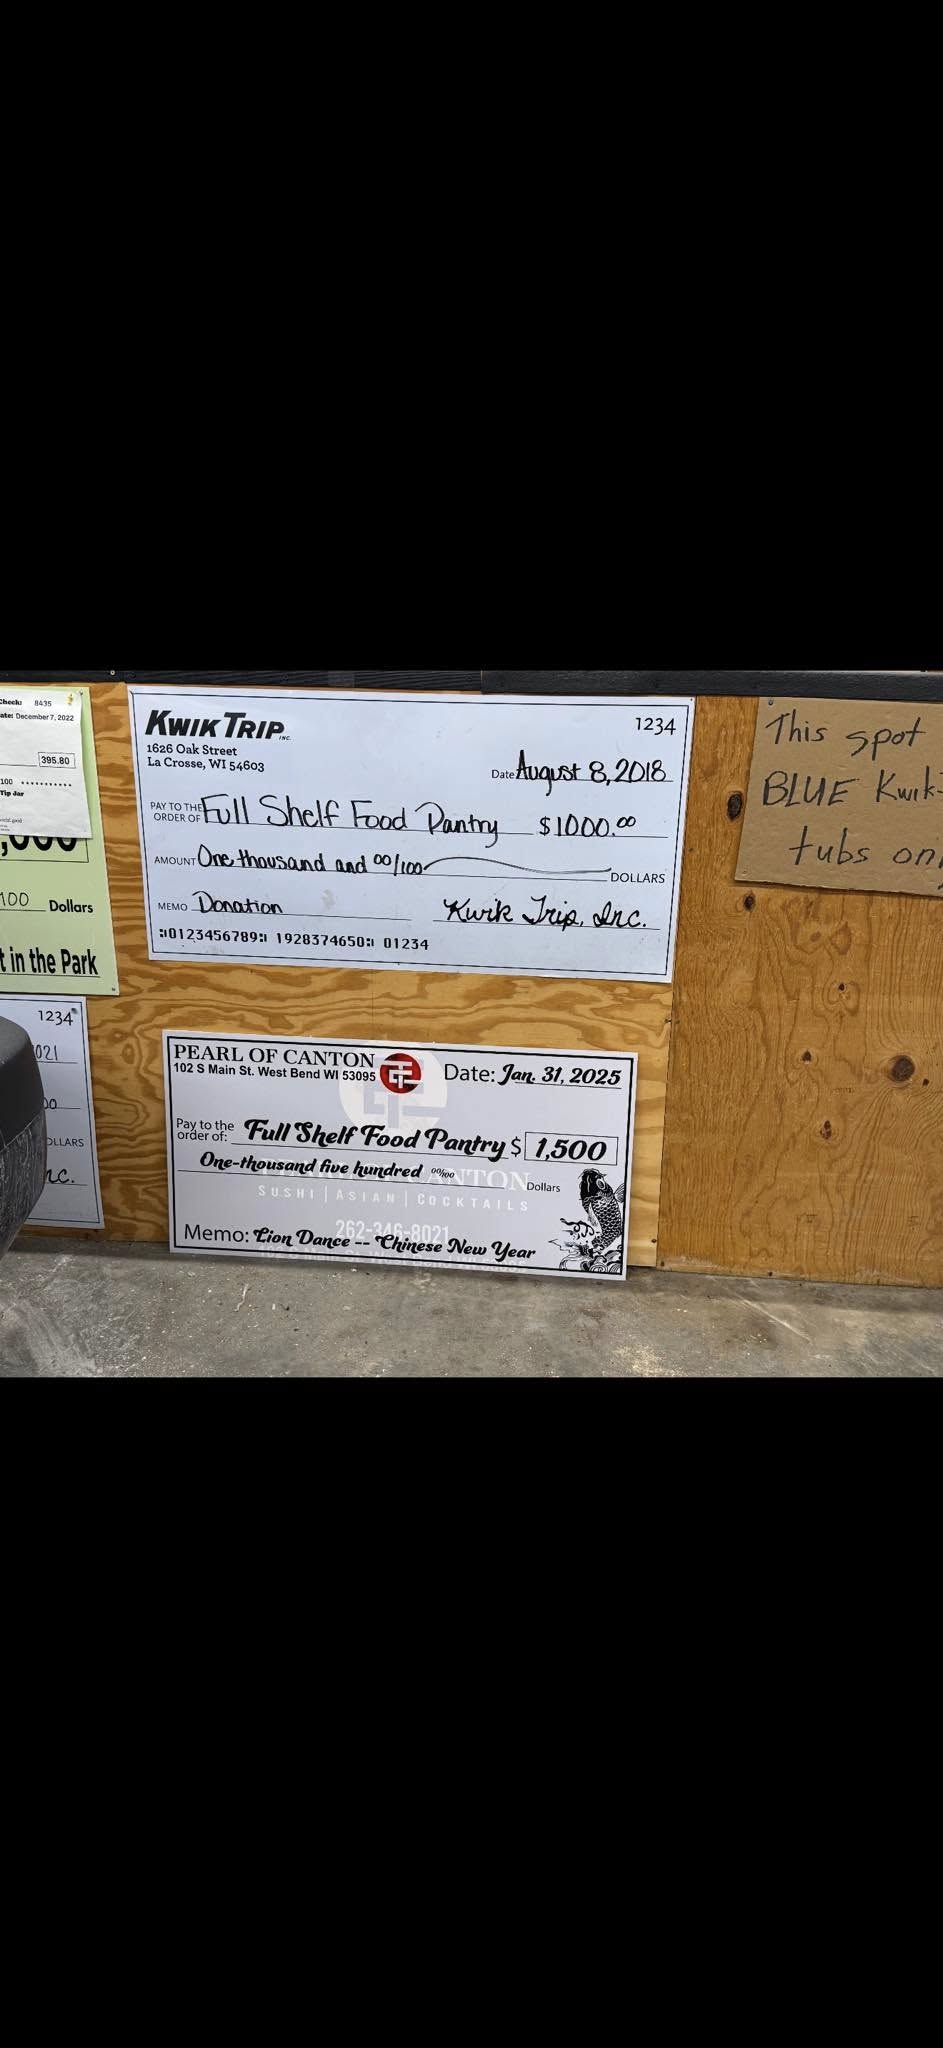 Check: 8435
ate: December 7, 2022
395.80
100 ...........
Tip Jar
,000
100 Dollars
t in the Park
1234
021
00
OLLARS
nc.
KWIK TRIP INC.
1626 Oak Street
La Crosse, WI 54603
1234
Date August 8, 2018
PAY TO THE
ORDER OF Full Shelf Food Pantry $1000.00
AMOUNT One thousand and 00/100 DOLLARS
MEMO Donation Kwik Trip, Inc.
⑆0123456789⑆ 1928374650⑆ 01234
This spot
BLUE Kwik-
tubs on
PEARL OF CANTON
102 S Main St. West Bend WI 53095
Date: Jan. 31, 2025
Pay to the
order of: Full Shelf Food Pantry $ 1,500
One-thousand five hundred 00/100 Dollars
CANTON
SUSHI | ASIAN | COCKTAILS
262-346-8021
Memo: Lion Dance -- Chinese New Year